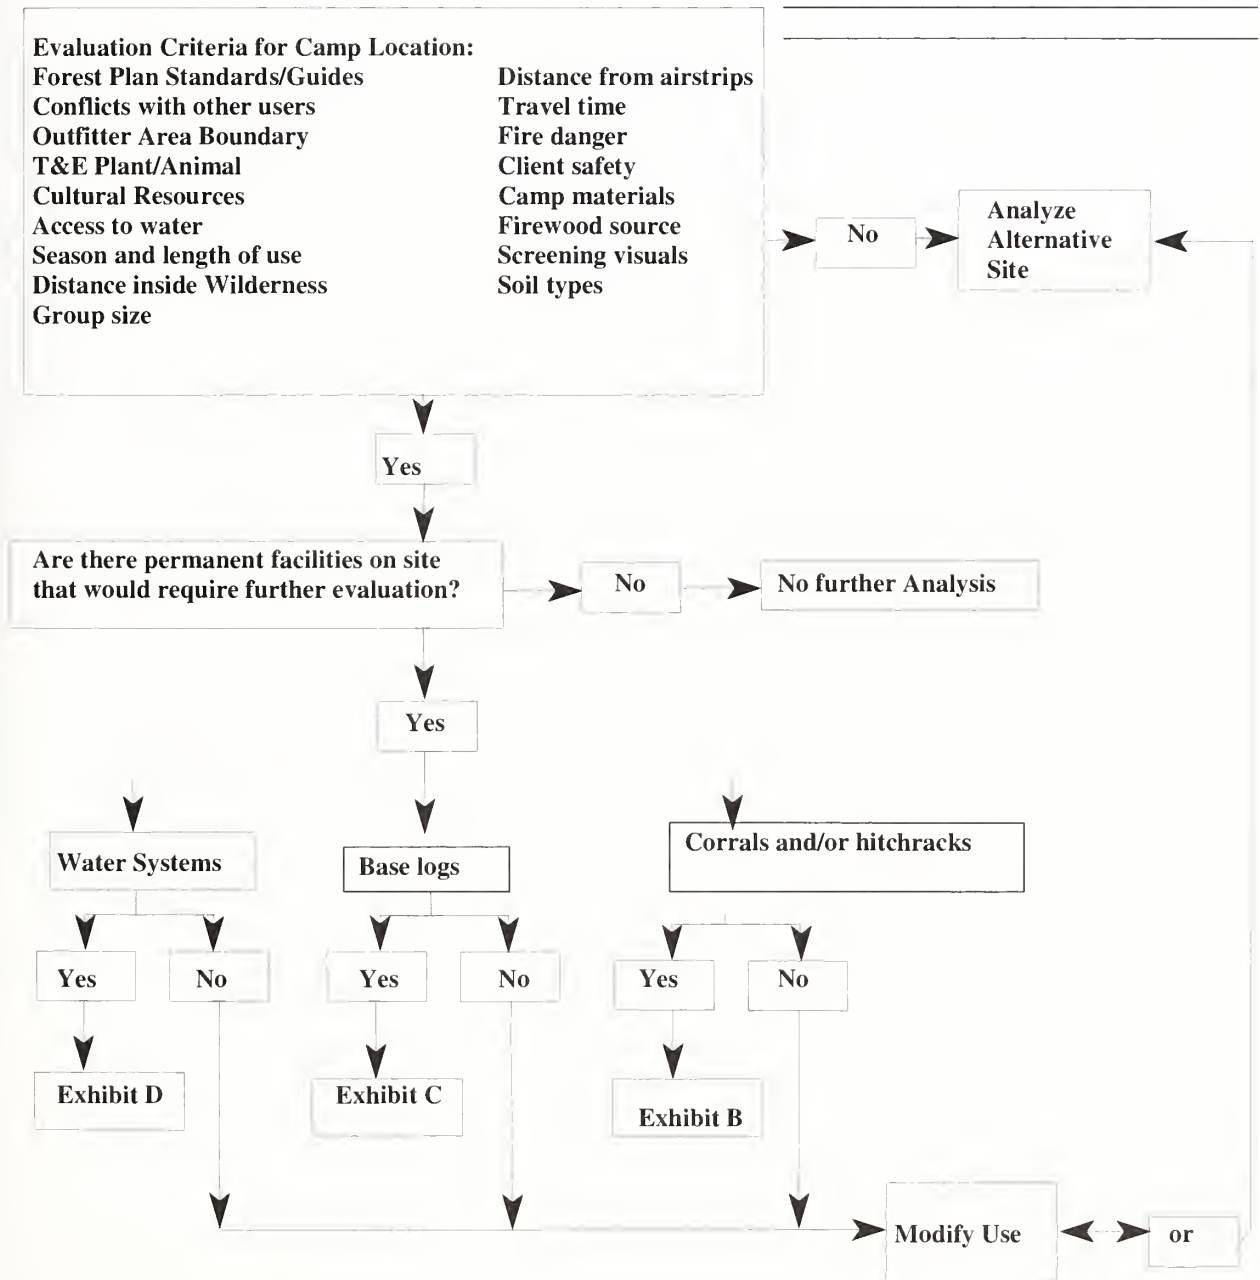 Evaluation Criteria for Camp Location:
Forest Plan Standards/Guides
Conflicts with other users
Outfitter Area Boundary
T&E Plant/Animal
Cultural Resources
Access to water
Season and length of use
Distance inside Wilderness
Group size
Distance from airstrips
Travel time
Fire danger
Client safety
Camp materials
Firewood source
Screening visuals
Soil types
No
Analyze
Alternative
Site
Yes
Are there permanent facilities on site
that would require further evaluation?
No
No further Analysis
Yes
Water Systems
Base logs
Corrals and/or hitchracks
Yes
No
Yes
No
Yes
No
Exhibit D
Exhibit C
Exhibit B
Modify Use
or